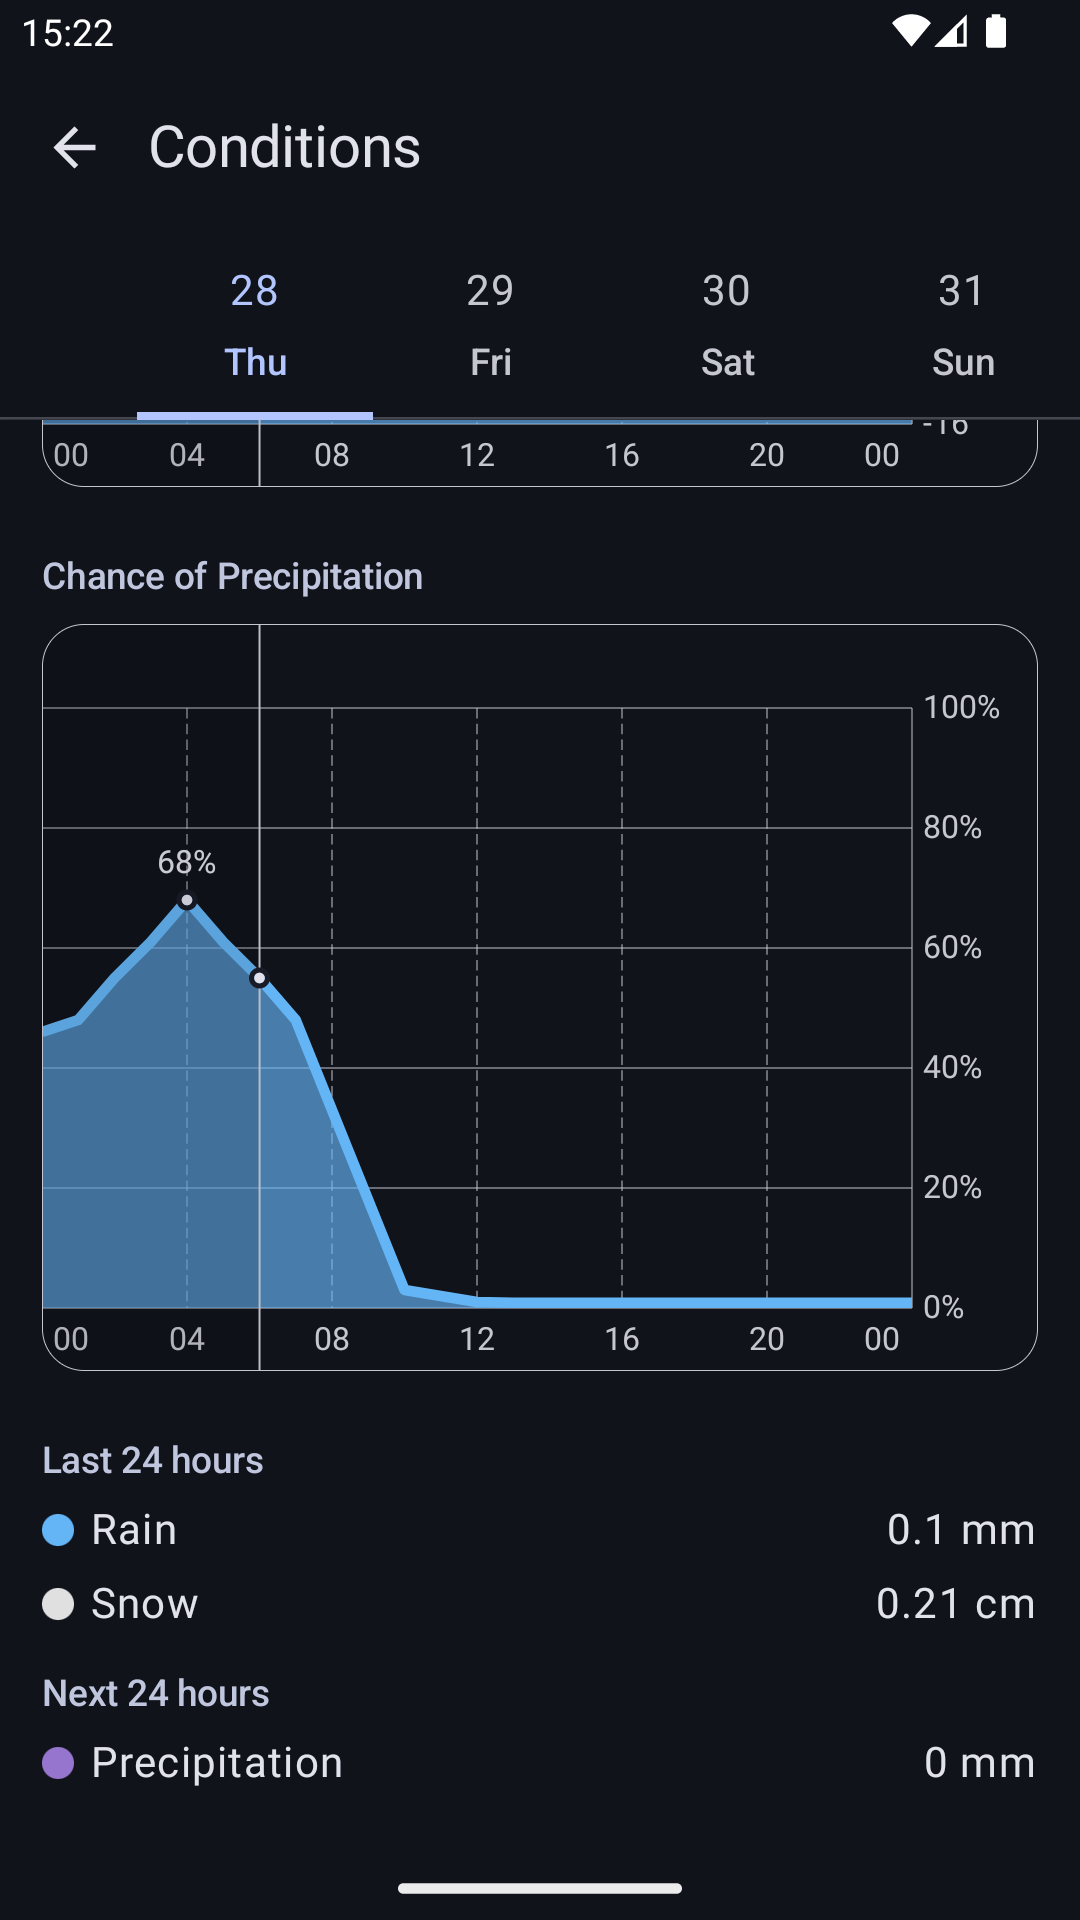 15:22
Conditions
28 29 30 31
Thu Fri Sat Sun
-16
00 04 08 12 16 20 00
Chance of Precipitation
100%
80%
68%
60%
40%
20%
0%
00 04 08 12 16 20 00
Last 24 hours
Rain 0.1 mm
Snow 0.21 cm
Next 24 hours
Precipitation 0 mm